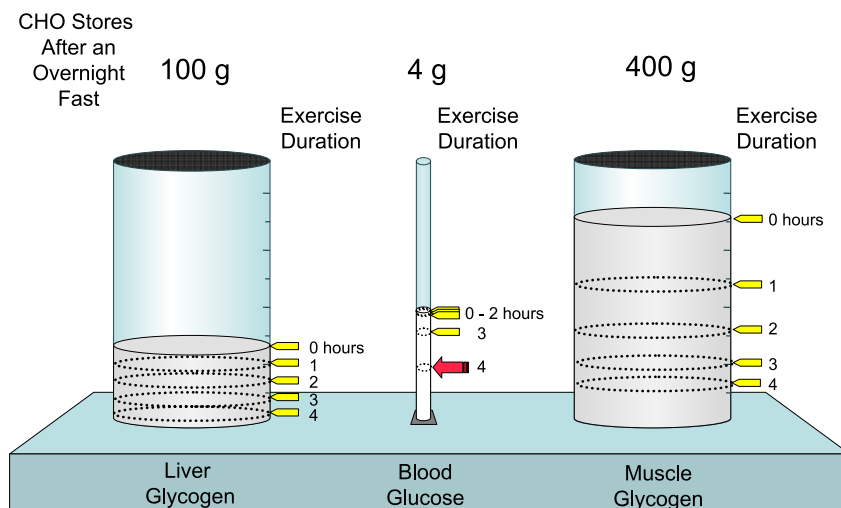 CHO Stores
After an
Overnight
Fast
100 g
4 g
400 g
Exercise
Duration
Exercise
Duration
Exercise
Duration
0 hours
1
2
3
4
0 - 2 hours
3
4
0 hours
1
2
3
4
Liver
Glycogen
Blood
Glucose
Muscle
Glycogen